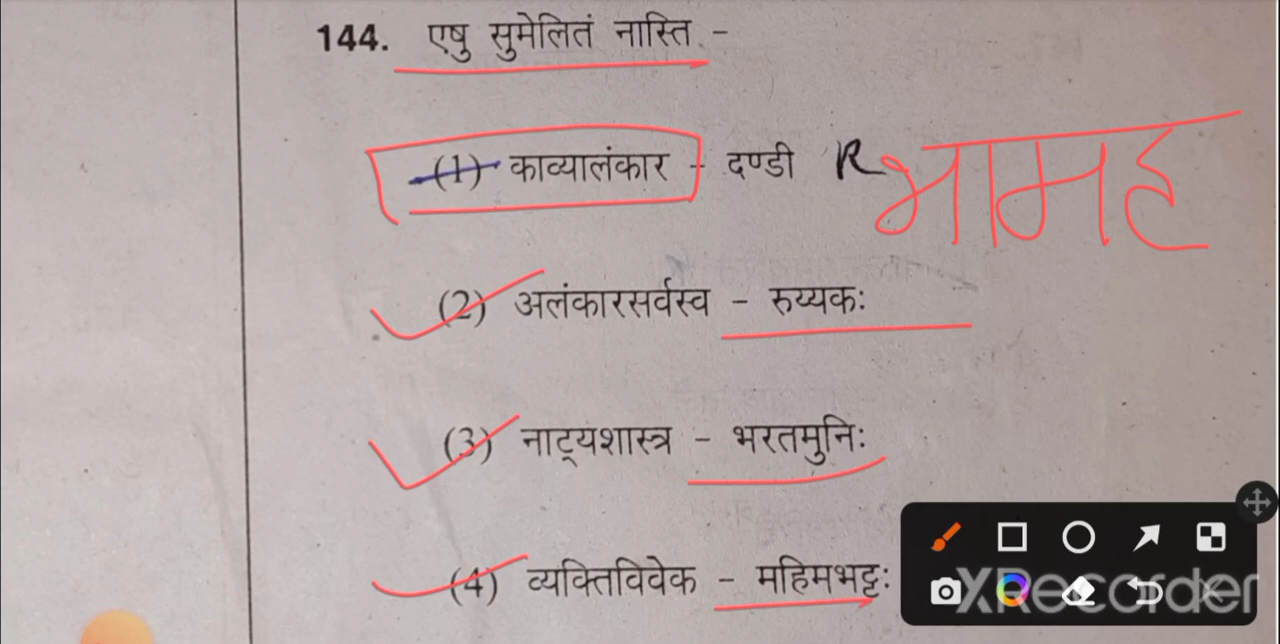 144. एषु सुमेलितं नास्ति -
(1) काव्यालंकार - दण्डी R भामह
(2) अलंकारसर्वस्व - रुय्यकः
(3) नाट्यशास्त्र - भरतमुनिः
(4) व्यक्तिविवेक - महिमभट्टः
XRecorder